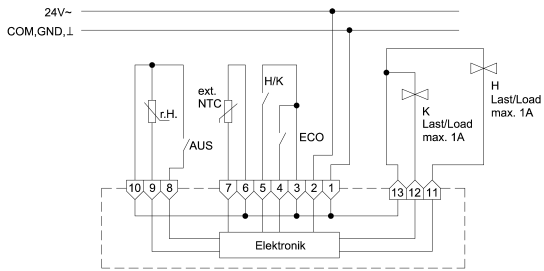 24V~
COM,GND,⊥
H/K
ext.
NTC
r.H.
AUS
ECO
H
Last/Load
max. 1A
K
Last/Load
max. 1A
10 9 8 7 6 5 4 3 2 1 13 12 11
Elektronik